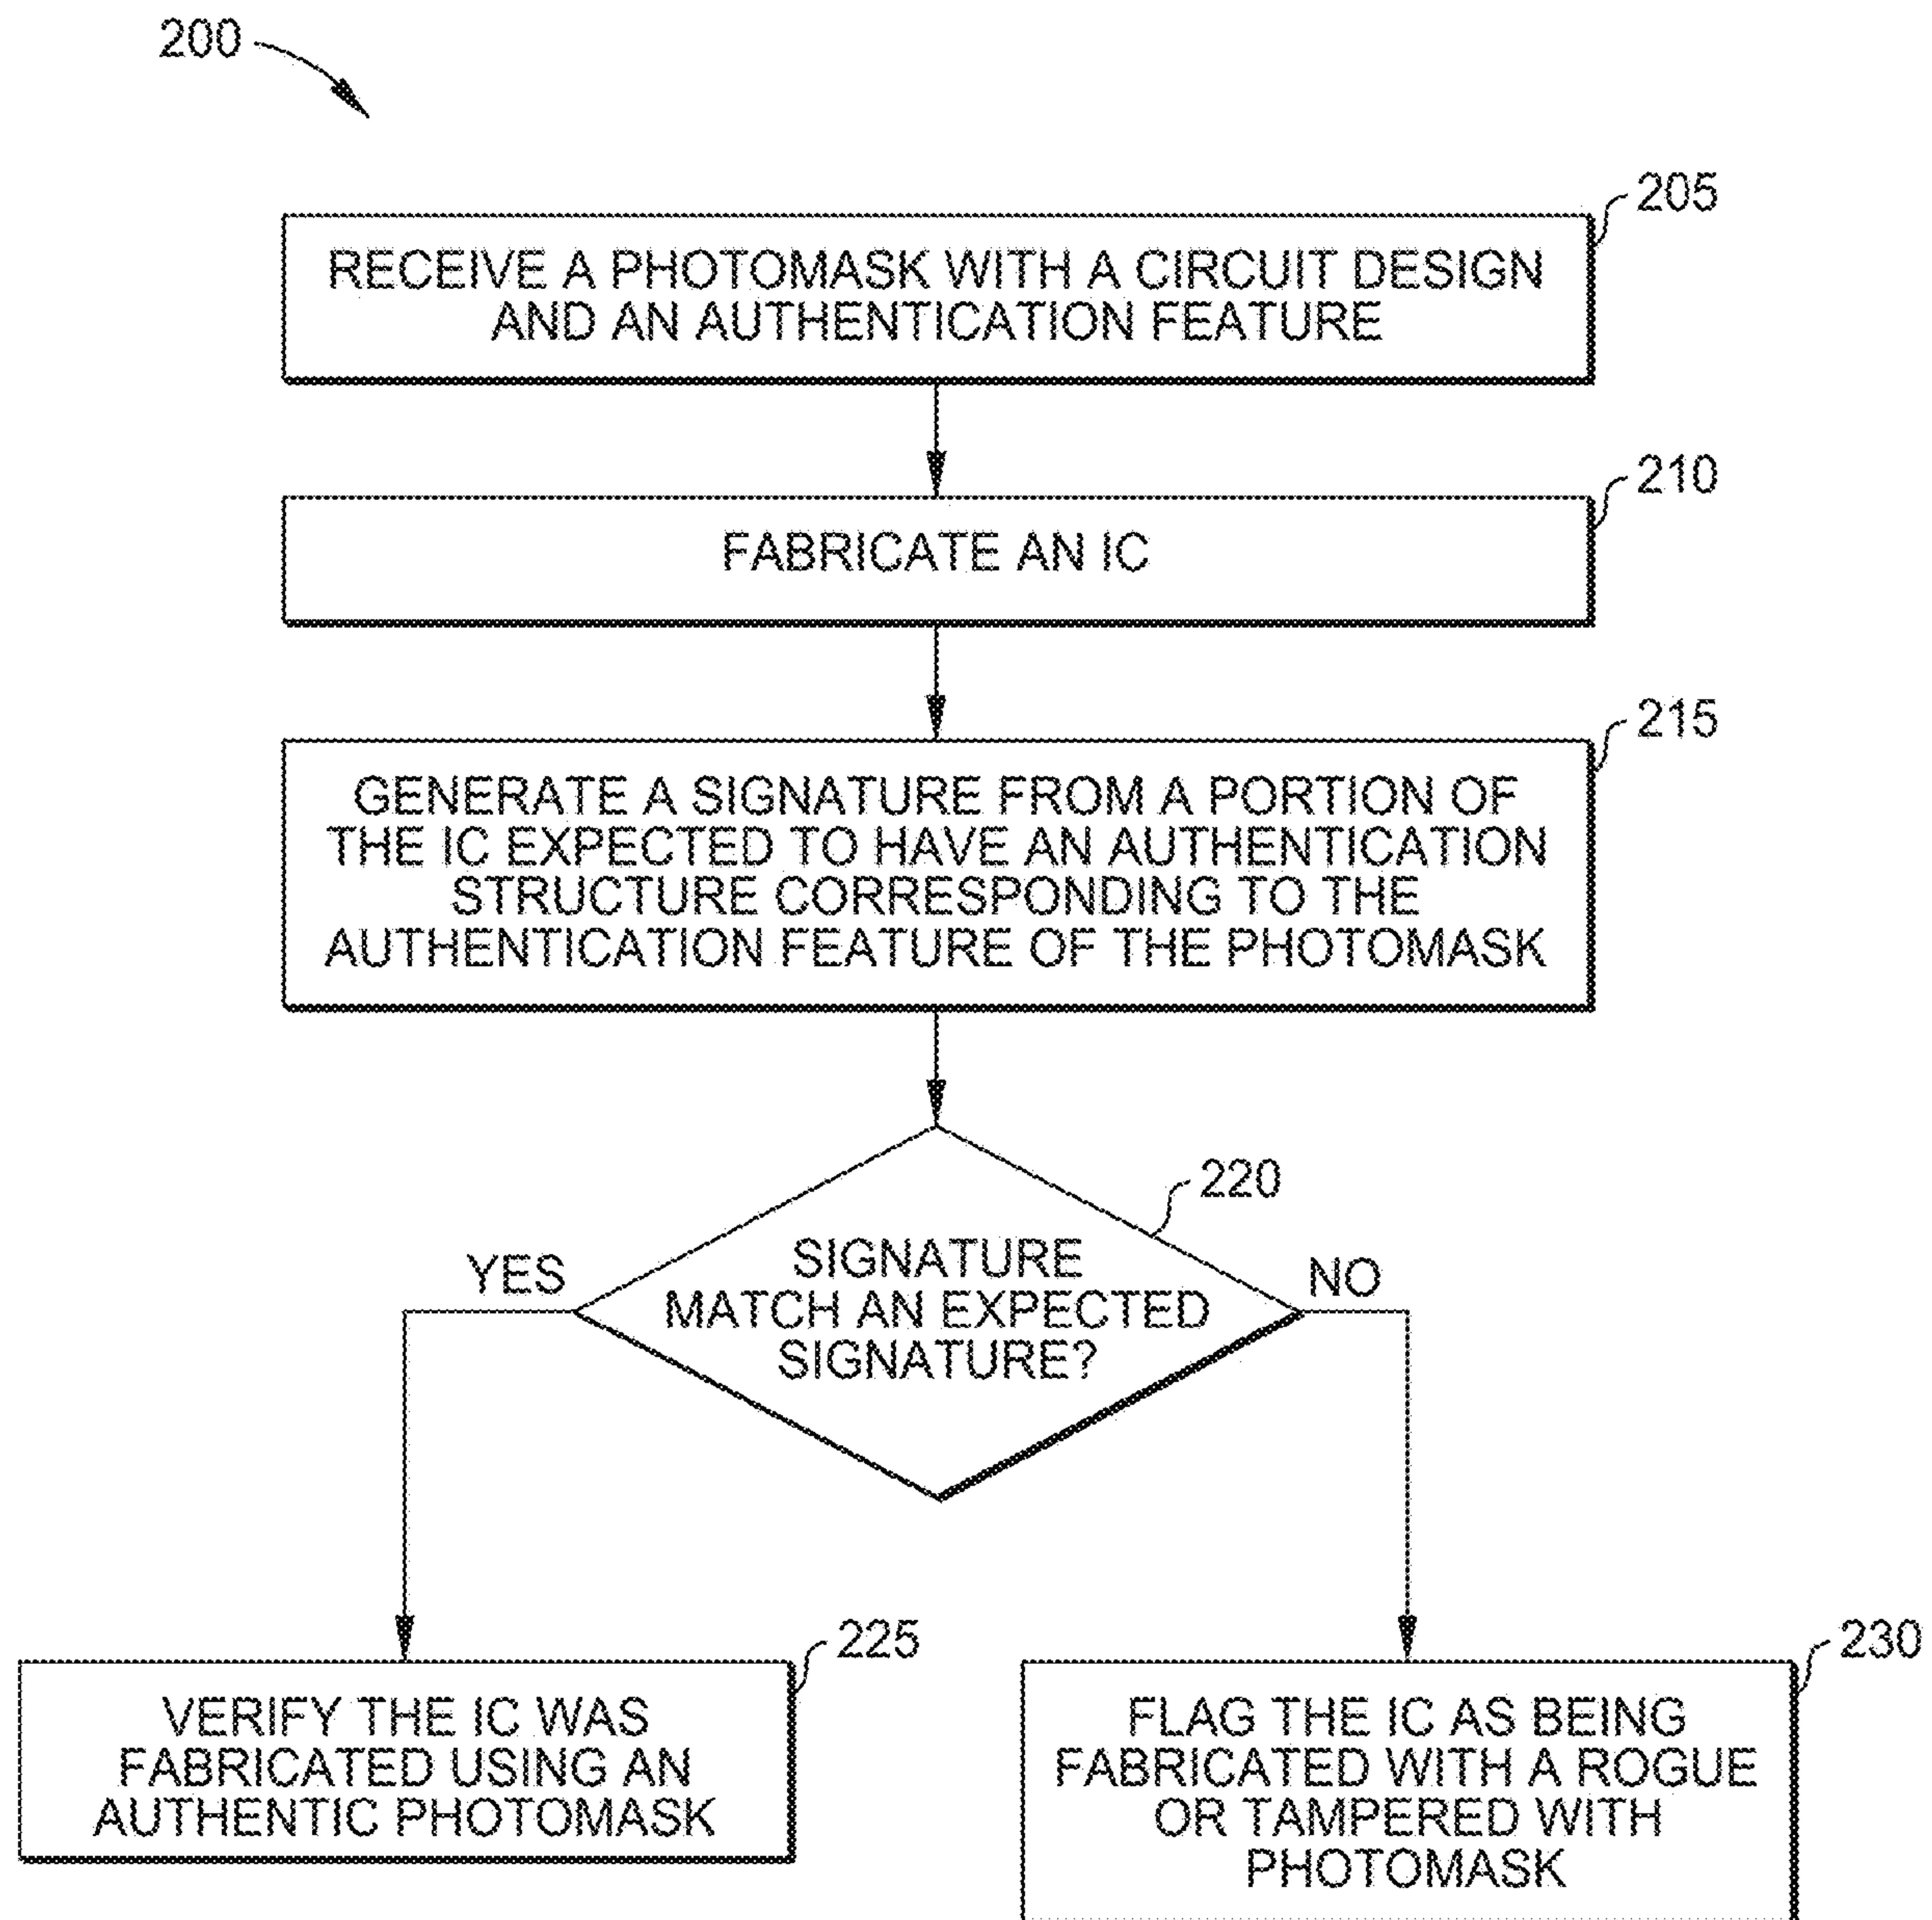 200
205
RECEIVE A PHOTOMASK WITH A CIRCUIT DESIGN
AND AN AUTHENTICATION FEATURE
210
FABRICATE AN IC
215
GENERATE A SIGNATURE FROM A PORTION OF
THE IC EXPECTED TO HAVE AN AUTHENTICATION
STRUCTURE CORRESPONDING TO THE
AUTHENTICATION FEATURE OF THE PHOTOMASK
220
SIGNATURE
MATCH AN EXPECTED
SIGNATURE?
YES
NO
225
VERIFY THE IC WAS
FABRICATED USING AN
AUTHENTIC PHOTOMASK
230
FLAG THE IC AS BEING
FABRICATED WITH A ROGUE
OR TAMPERED WITH
PHOTOMASK